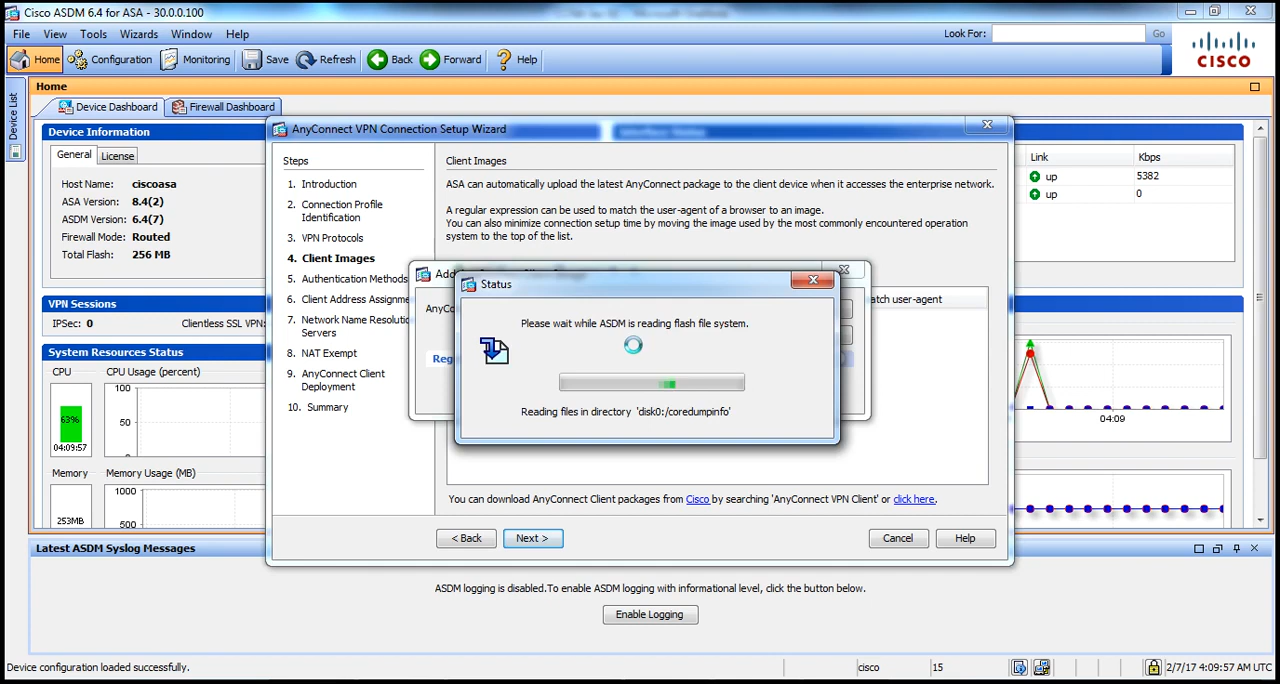 Cisco ASDM 6.4 for ASA - 30.0.0.100
File View Tools Wizards Window Help
Look For:
Go
Home Configuration Monitoring Save Refresh Back Forward Help
CISCO
Device List
Home
Device Dashboard Firewall Dashboard
Device Information
General License
Host Name: ciscoasa
ASA Version: 8.4(2)
ASDM Version: 6.4(7)
Firewall Mode: Routed
Total Flash: 256 MB
VPN Sessions
IPSec: 0 Clientless SSL VPN:
System Resources Status
CPU CPU Usage (percent)
100
50
63%
04:09:57
Memory Memory Usage (MB)
1000
500
253MB
AnyConnect VPN Connection Setup Wizard
Interface Status
Steps
1. Introduction
2. Connection Profile
Identification
3. VPN Protocols
4. Client Images
5. Authentication Methods
6. Client Address Assignme
7. Network Name Resolutio
Servers
8. NAT Exempt
9. AnyConnect Client
Deployment
10. Summary
Client Images
ASA can automatically upload the latest AnyConnect package to the client device when it accesses the enterprise network.
A regular expression can be used to match the user-agent of a browser to an image.
You can also minimize connection setup time by moving the image used by the most commonly encountered operation
system to the top of the list.
Add
AnyCo
Reg
atch user-agent
Status
Please wait while ASDM is reading flash file system.
Reading files in directory 'disk0:/coredumpinfo'
You can download AnyConnect Client packages from Cisco by searching 'AnyConnect VPN Client' or click here.
< Back Next > Cancel Help
Link Kbps
up 5382
up 0
04:09
Latest ASDM Syslog Messages
ASDM logging is disabled.To enable ASDM logging with informational level, click the button below.
Enable Logging
Device configuration loaded successfully.
cisco
15
2/7/17 4:09:57 AM UTC